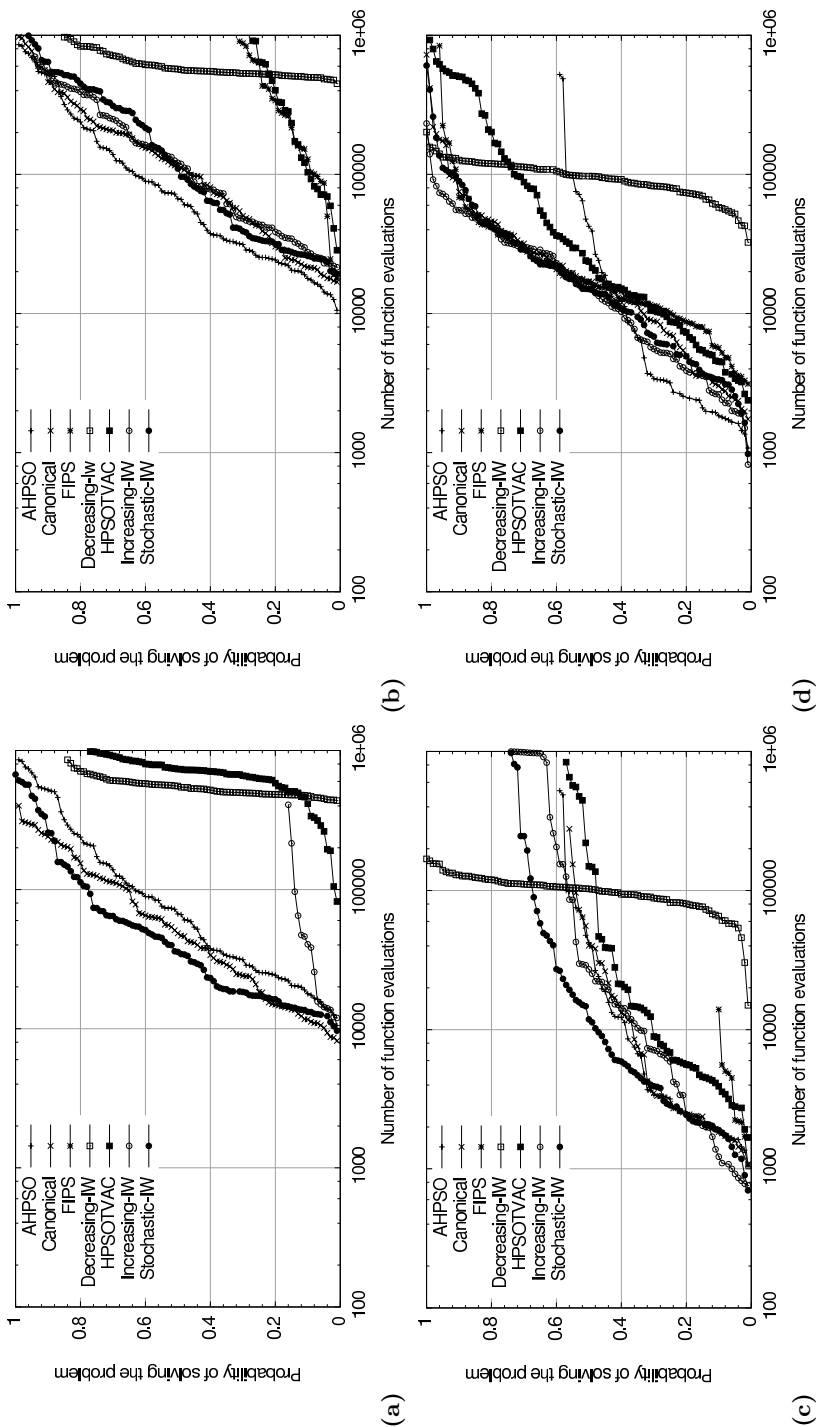 (a)
Probability of solving the problem
1
0.8
0.6
0.4
0.2
0
AHPSO
Canonical
FIPS
Decreasing-IW
HPSOTVAC
Increasing-IW
Stochastic-IW
100 1000 10000 100000 1e+06
Number of function evaluations
(b)
Probability of solving the problem
1
0.8
0.6
0.4
0.2
0
AHPSO
Canonical
FIPS
Decreasing-Iw
HPSOTVAC
Increasing-IW
Stochastic-IW
100 1000 10000 100000 1e+06
Number of function evaluations
(c)
Probability of solving the problem
1
0.8
0.6
0.4
0.2
0
AHPSO
Canonical
FIPS
Decreasing-IW
HPSOTVAC
Increasing-IW
Stochastic-IW
100 1000 10000 100000 1e+06
Number of function evaluations
(d)
Probability of solving the problem
1
0.8
0.6
0.4
0.2
0
AHPSO
Canonical
FIPS
Decreasing-IW
HPSOTVAC
Increasing-IW
Stochastic-IW
100 1000 10000 100000 1e+06
Number of function evaluations